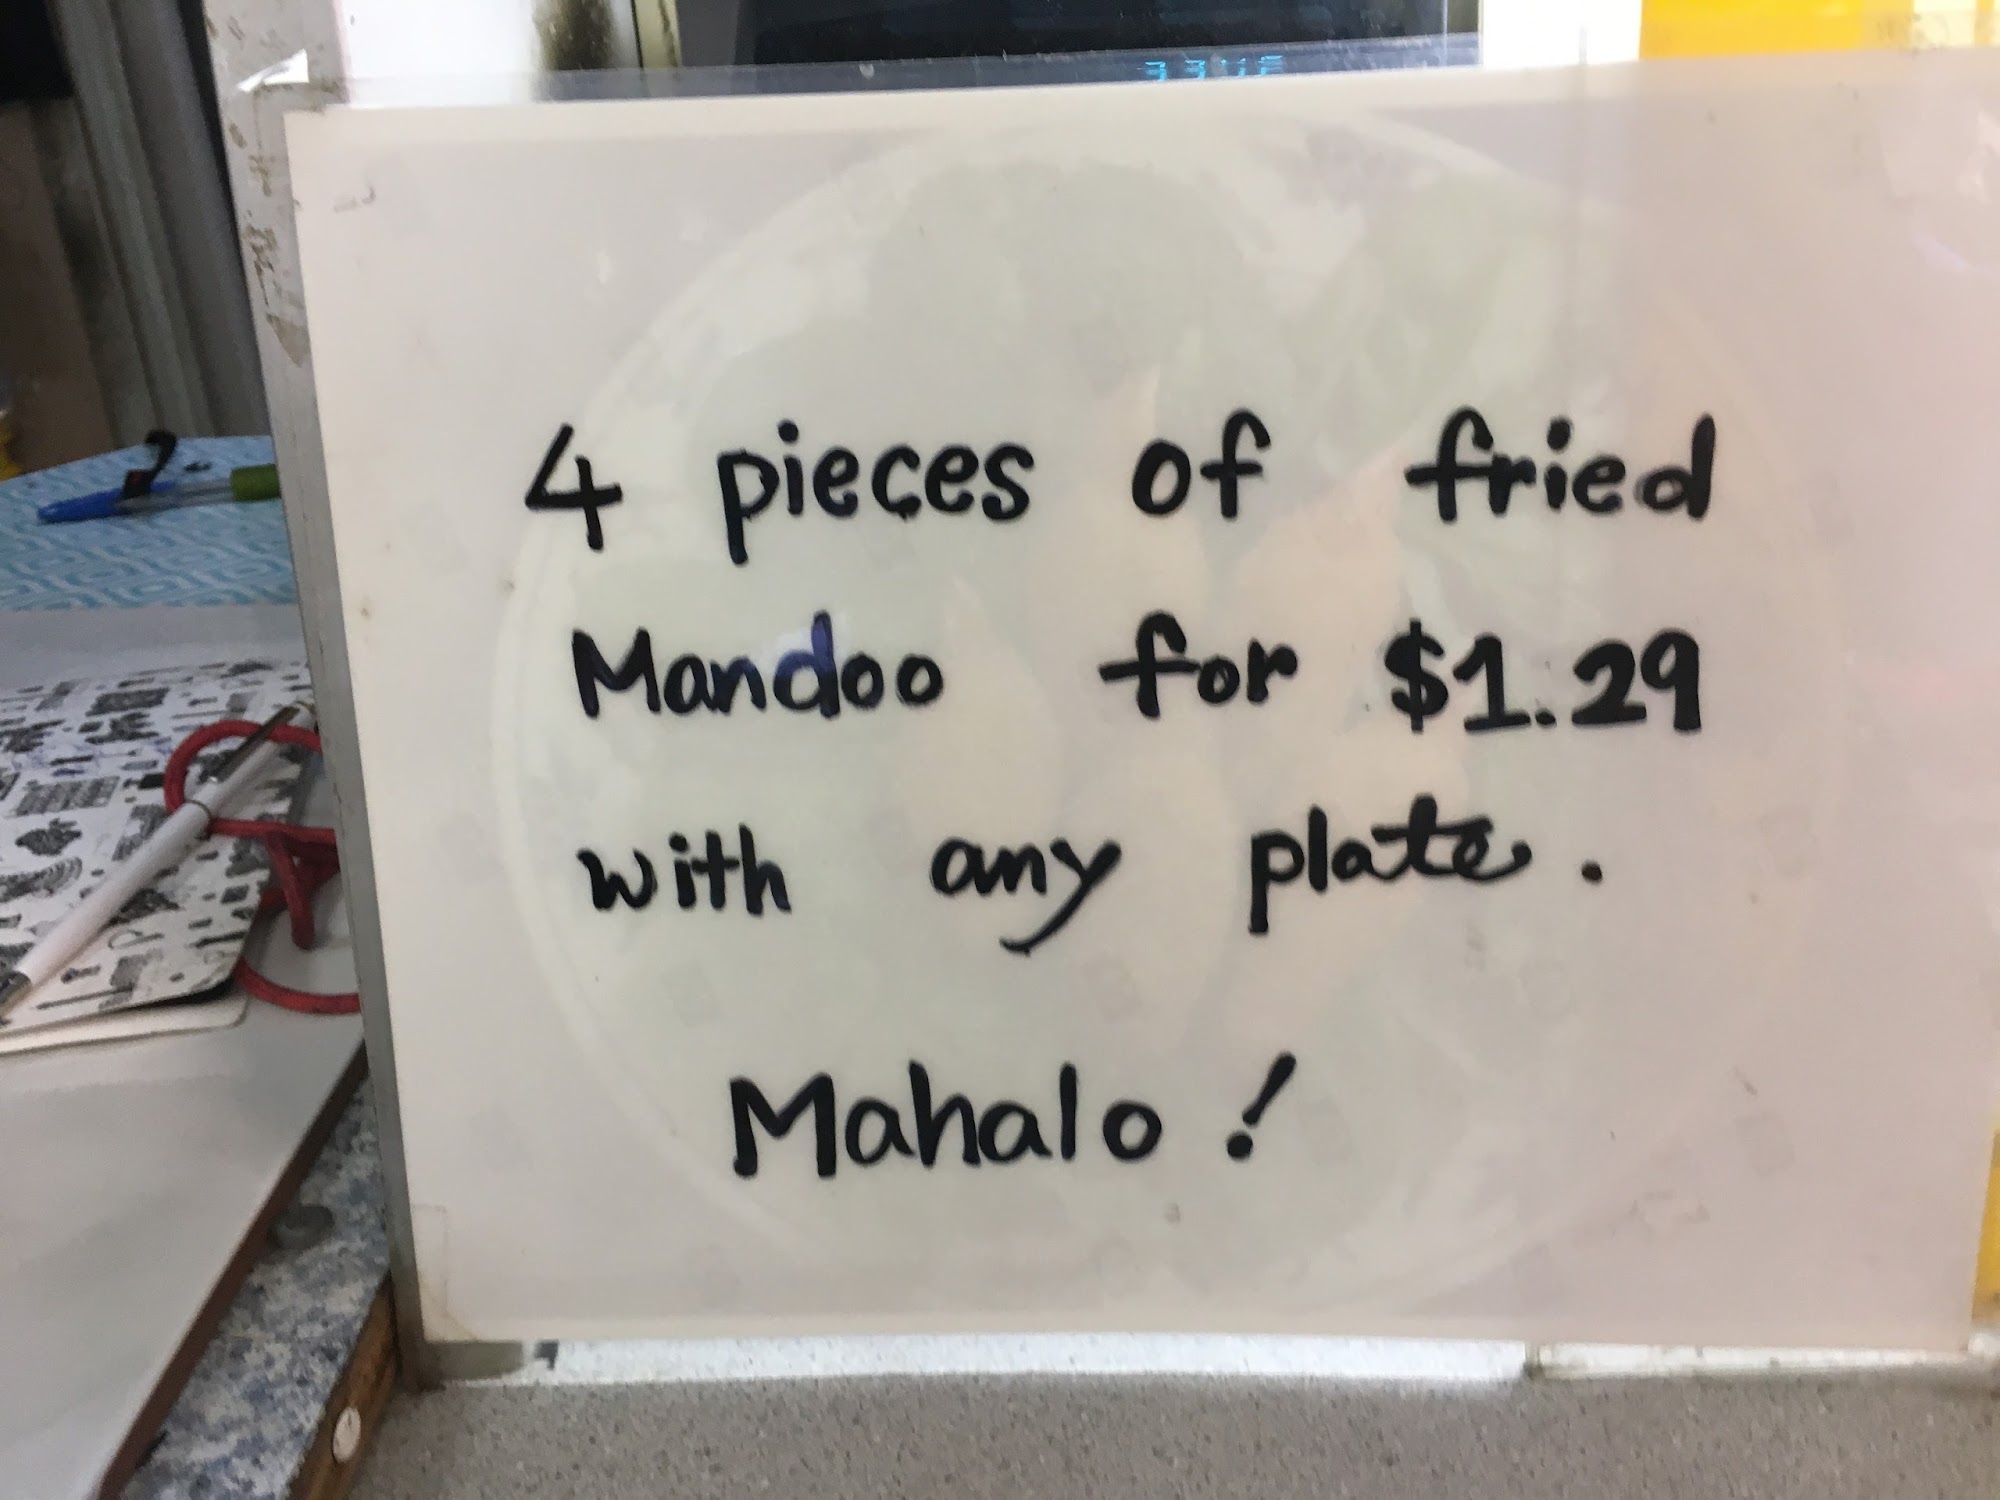 4 pieces of fried
Mandoo for $1.29
with any plate.
Mahalo!